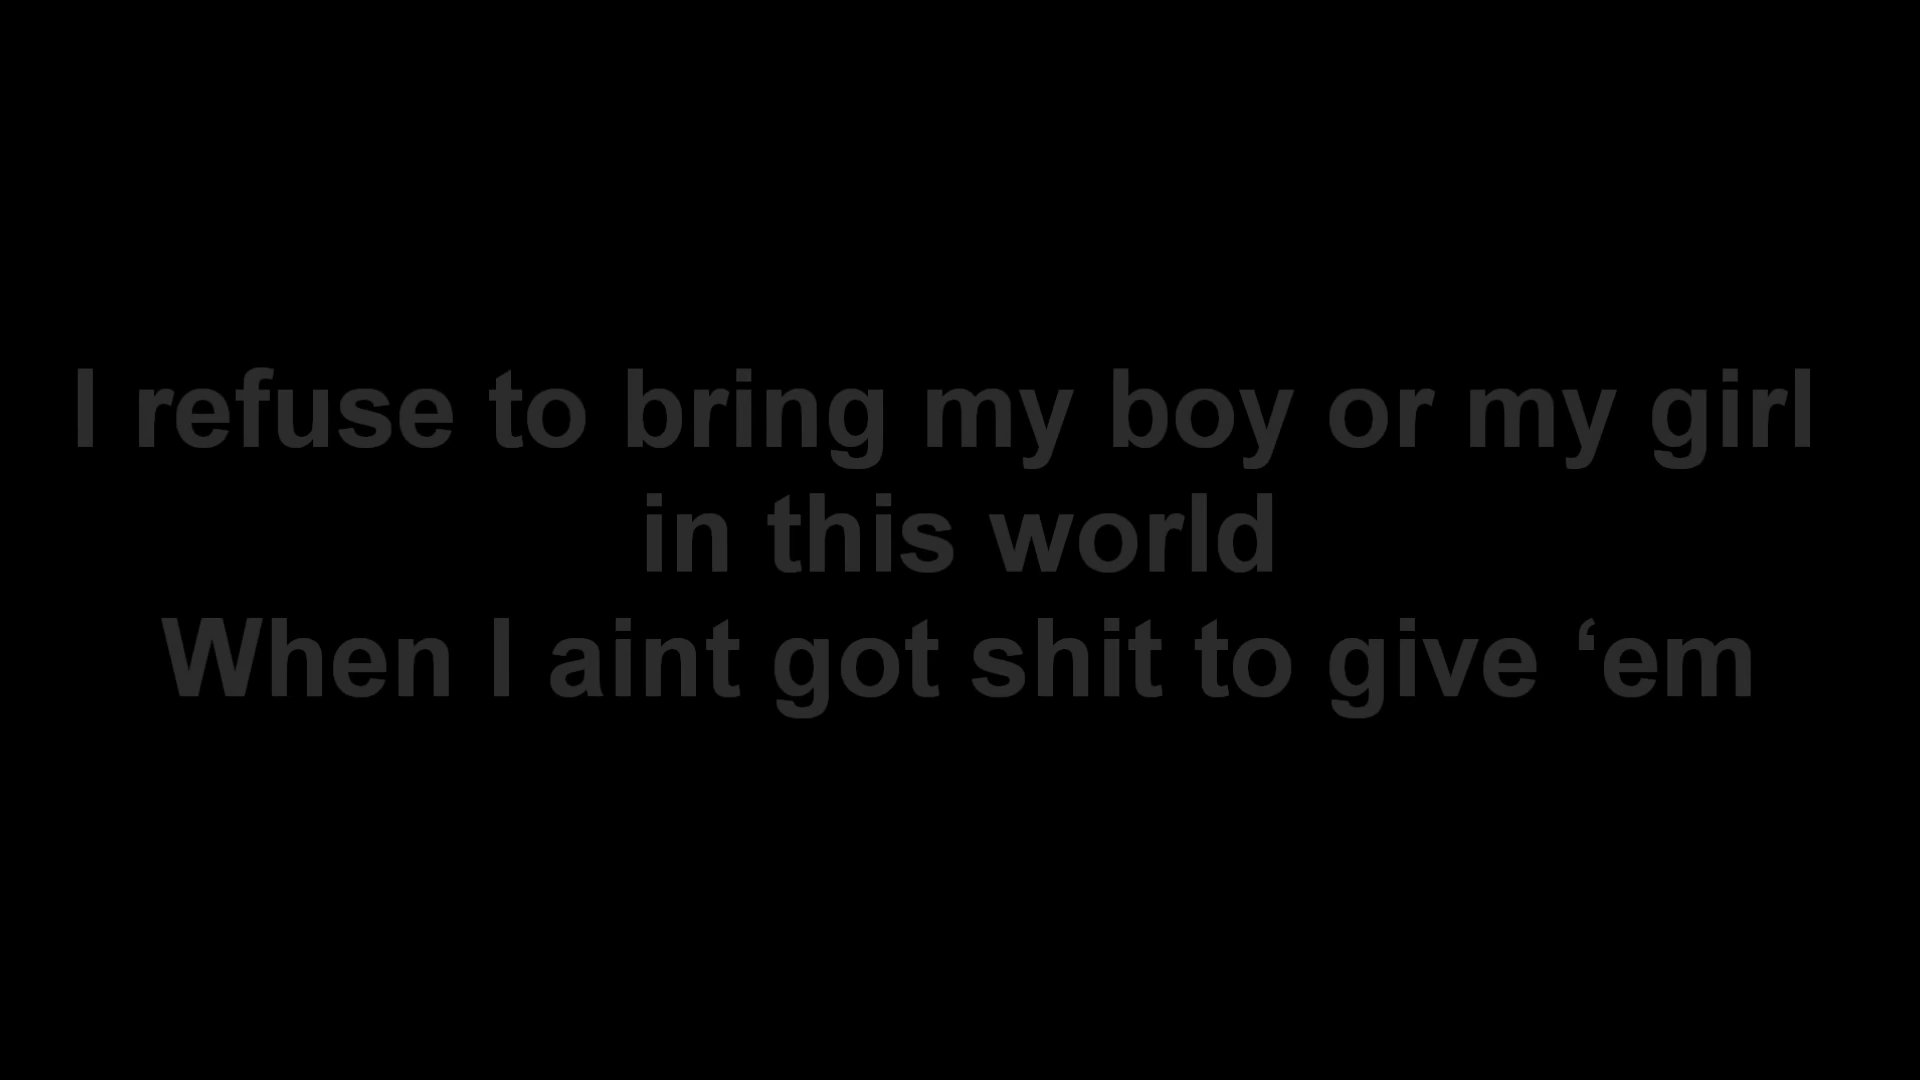 I refuse to bring my boy or my girl
in this world
When I aint got shit to give ‘em